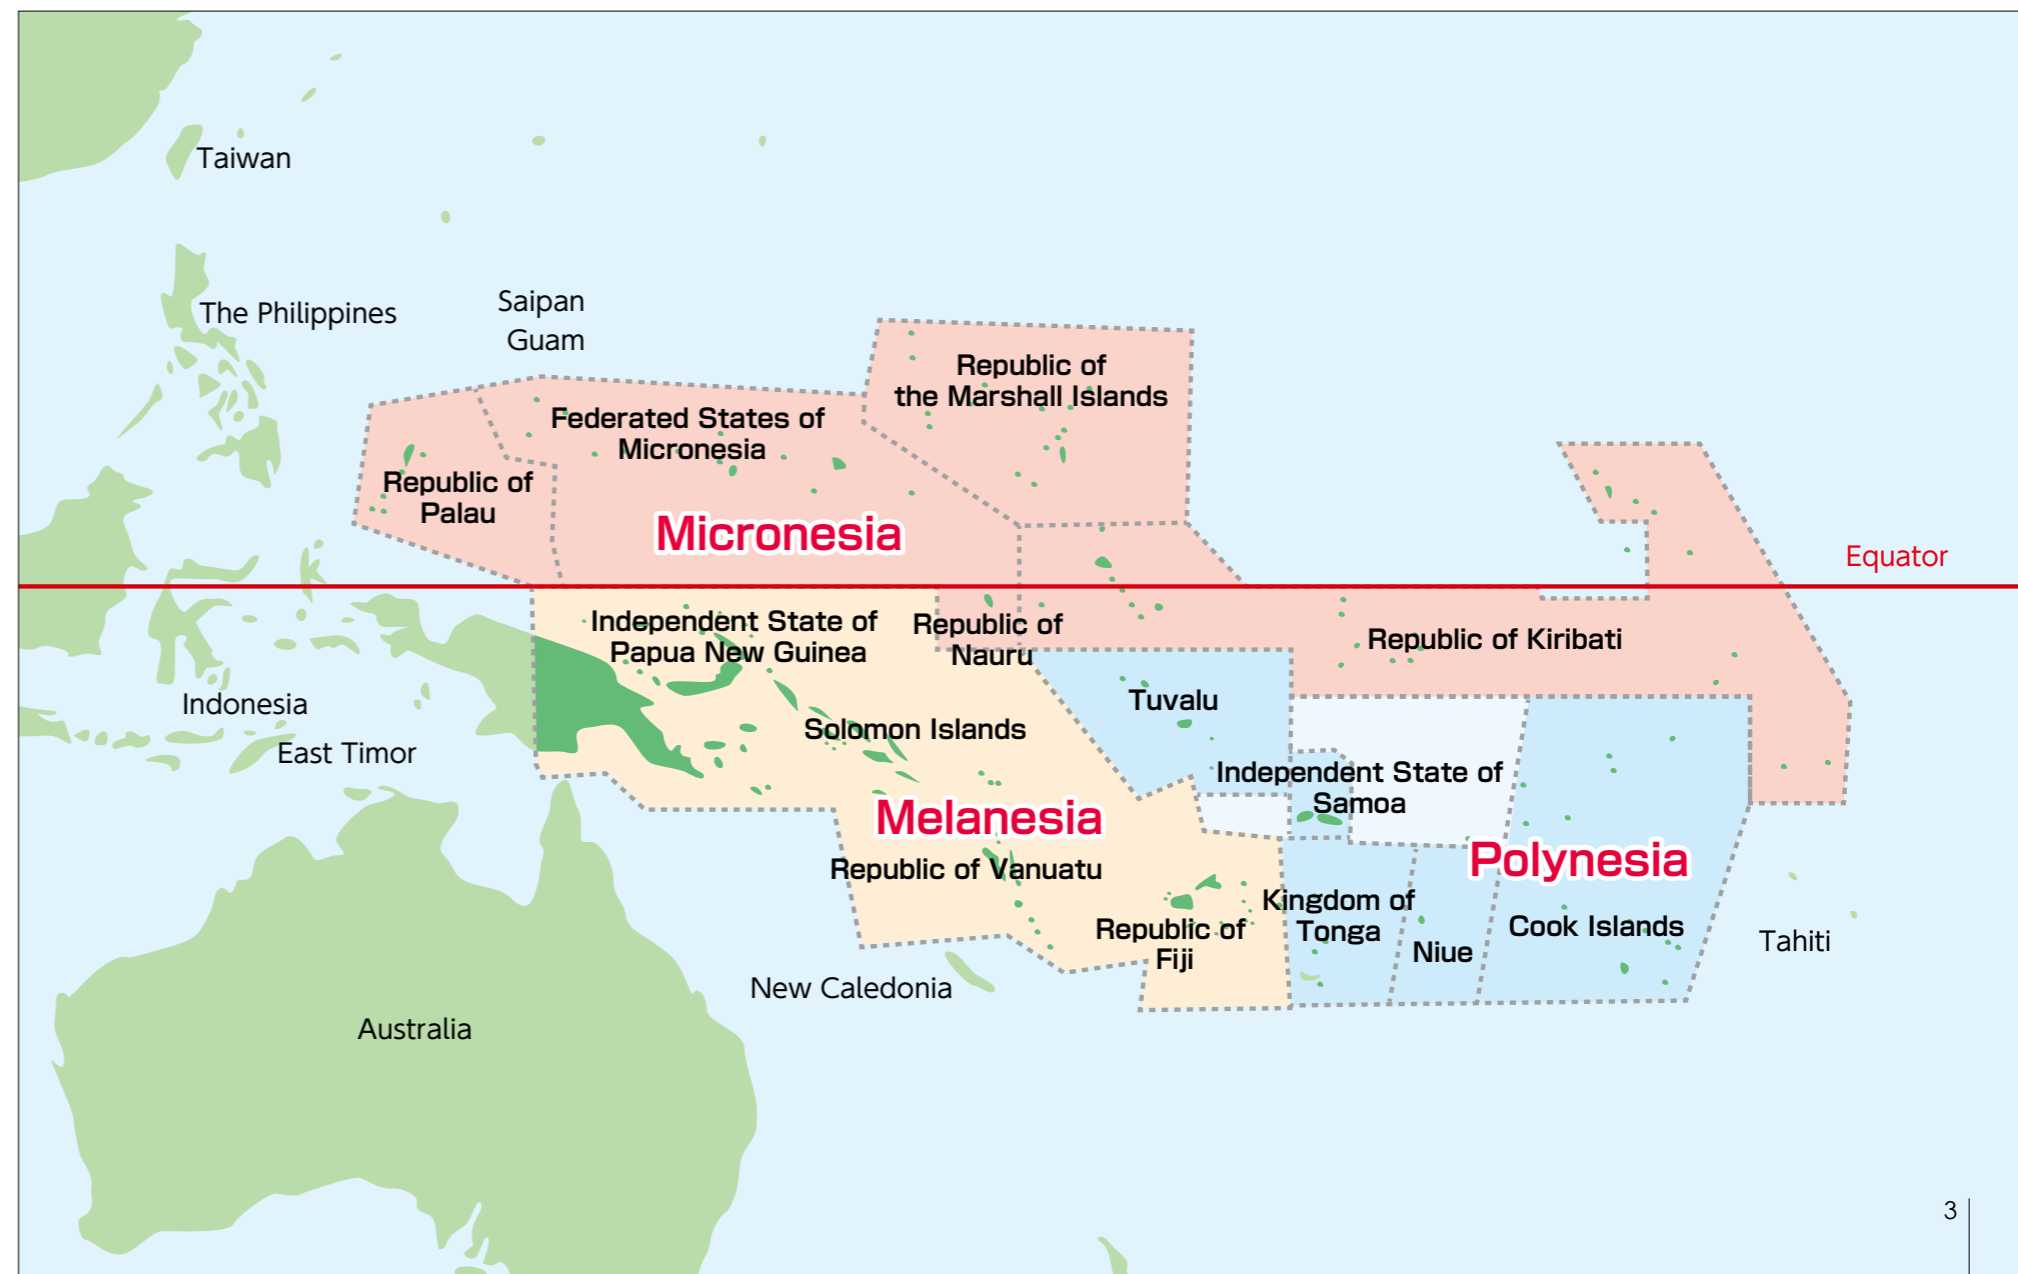 Taiwan
The Philippines
Saipan
Guam
Republic of
the Marshall Islands
Federated States of
Micronesia
Republic of
Palau
Micronesia
Equator
Independent State of
Papua New Guinea
Republic of
Nauru
Republic of Kiribati
Indonesia
East Timor
Solomon Islands
Tuvalu
Independent State of
Samoa
Melanesia
Republic of Vanuatu
Polynesia
Republic of
Fiji
Kingdom of
Tonga
Niue
Cook Islands
Tahiti
New Caledonia
Australia
3